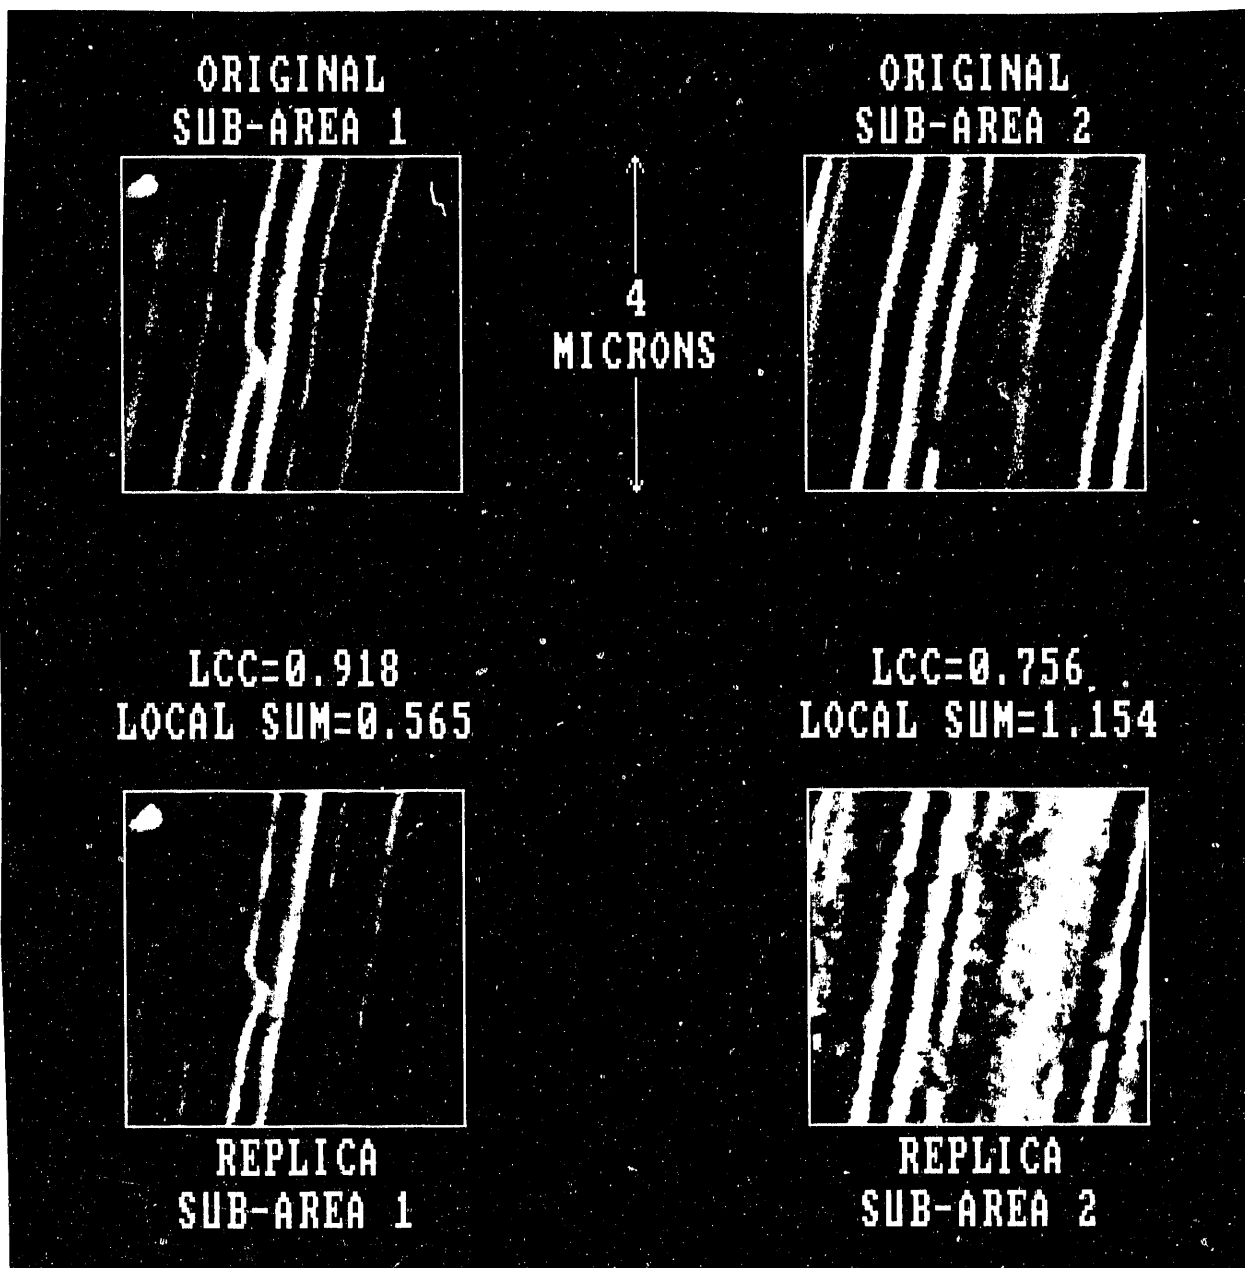 ORIGINAL
SUB-AREA 1
ORIGINAL
SUB-AREA 2
4
MICRONS
LCC=0.918
LOCAL SUM=0.565
LCC=0.756
LOCAL SUM=1.154
REPLICA
SUB-AREA 1
REPLICA
SUB-AREA 2